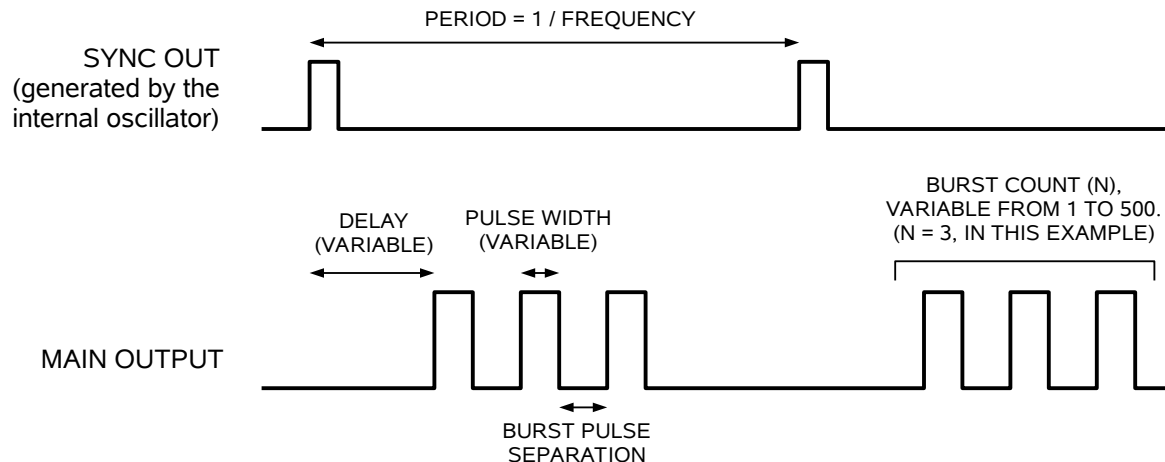 PERIOD = 1 / FREQUENCY
SYNC OUT
(generated by the
internal oscillator)
BURST COUNT (N),
VARIABLE FROM 1 TO 500.
(N = 3, IN THIS EXAMPLE)
DELAY
(VARIABLE)
PULSE WIDTH
(VARIABLE)
MAIN OUTPUT
BURST PULSE
SEPARATION